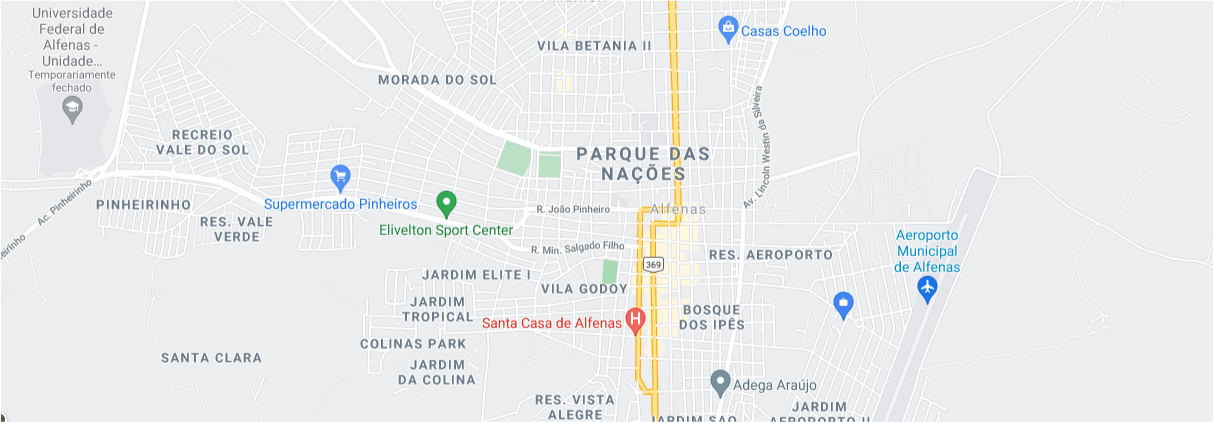 Universidade
Federal de
Alfenas -
Unidade...
Temporariamente
fechado
Casas Coelho
VILA BETANIA II
MORADA DO SOL
Av. Lincoln Westin da Silveira
RECREIO
VALE DO SOL
PARQUE DAS
NAÇÕES
Ac. Pinheirinho
PINHEIRINHO
Supermercado Pinheiros
R. João Pinheiro
Alfenas
RES. VALE
VERDE
Elivelton Sport Center
R. Min. Salgado Filho
369
RES. AEROPORTO
Aeroporto
Municipal
de Alfenas
JARDIM ELITE I
VILA GODOY
JARDIM
TROPICAL
Santa Casa de Alfenas
H
BOSQUE
DOS IPÊS
COLINAS PARK
SANTA CLARA
JARDIM
DA COLINA
Adega Araújo
RES. VISTA
ALEGRE
JARDIM SAO
JARDIM
AEROPORTO II